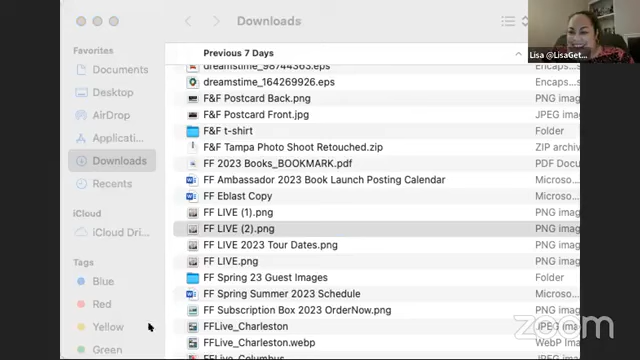 Downloads
Lisa @LisaGet...
Favorites
Previous 7 Days
Documents
dreamstime_98744363.eps
Encaps...s
Desktop
dreamstime_164269926.eps
Encaps...s
F&F Postcard Back.png
PNG imag
AirDrop
F&F Postcard Front.jpg
JPEG imag
F&F t-shirt
Folder
Applicati...
F&F Tampa Photo Shoot Retouched.zip
ZIP archiv
Downloads
FF 2023 Books_BOOKMARK.pdf
PDF Docu
FF Ambassador 2023 Book Launch Posting Calendar
Microso...
Recents
FF Eblast Copy
Microso...
iCloud
FF LIVE (1).png
PNG imag
iCloud Dri...
FF LIVE (2).png
PNG imag
FF LIVE 2023 Tour Dates.png
PNG imag
Tags
FF LIVE.png
PNG imag
Blue
FF Spring 23 Guest Images
Folder
FF Spring Summer 2023 Schedule
Microso...
Red
FF Subscription Box 2023 OrderNow.png
PNG imag
Yellow
FFLive_Charleston
JPEG imag
FFLive_Charleston.webp
WebP imag
Green
FFLive_Columbus
JPEG imag
zoom